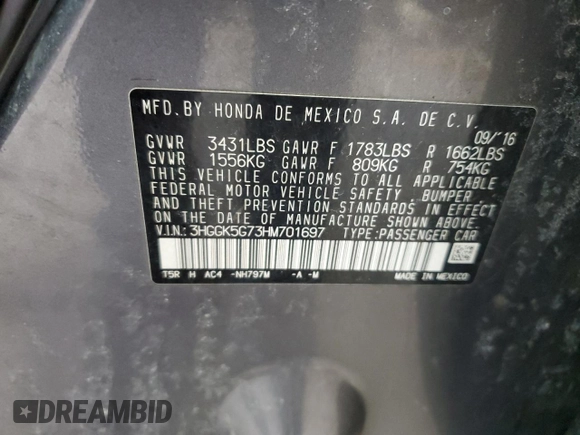 MFD. BY HONDA DE MEXICO S.A. DE C.V.
09/'16
GVWR 3431LBS GAWR F 1783LBS R 1662LBS
GVWR 1556KG GAWR F 809KG R 754KG
THIS VEHICLE CONFORMS TO ALL APPLICABLE
FEDERAL MOTOR VEHICLE SAFETY, BUMPER
AND THEFT PREVENTION STANDARDS IN EFFECT
ON THE DATE OF MANUFACTURE SHOWN ABOVE.
V.I.N.: 3HGGK5G73HM701697 TYPE: PASSENGER CAR
T5R H AC4 -NH797M -A -M MADE IN MEXICO
DREAMBID